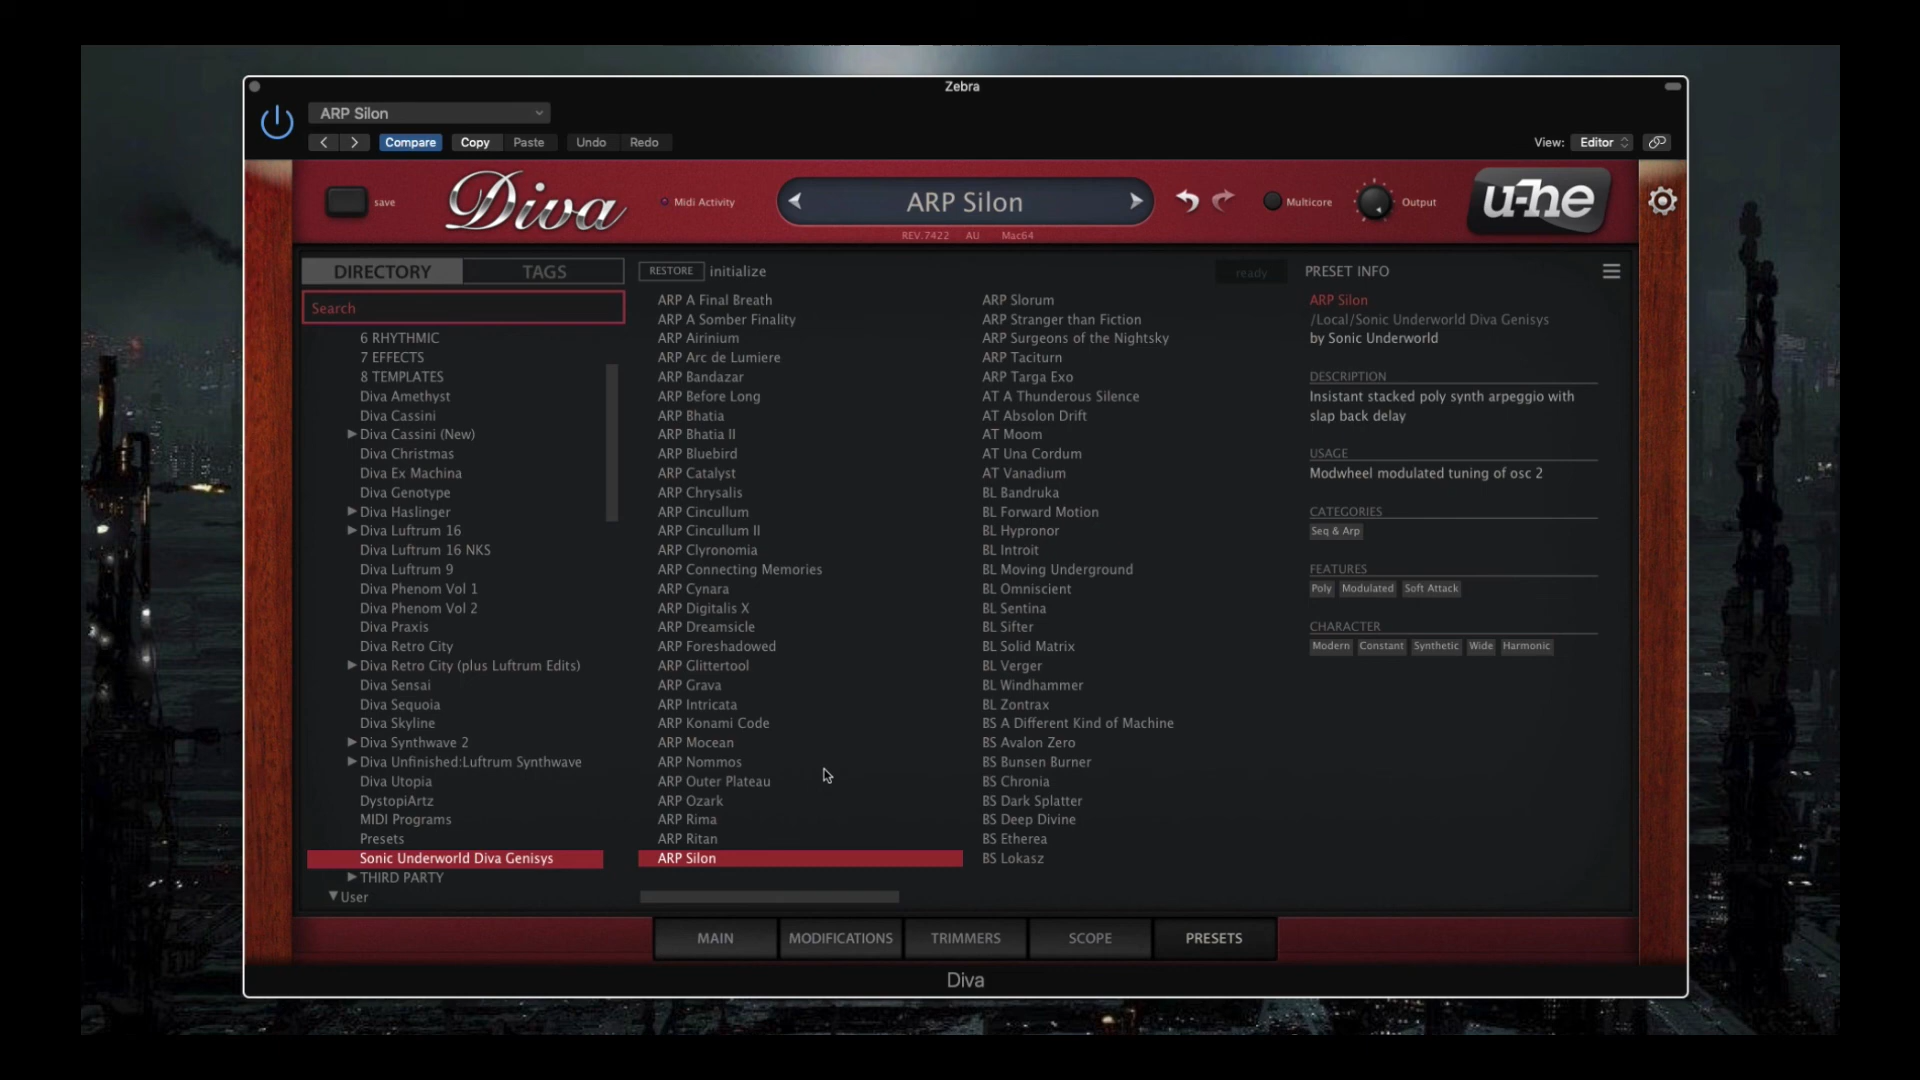 Zebra
ARP Silon
Compare
Copy
Paste
Undo
Redo
View:
Editor
save
Diva
Midi Activity
ARP Silon
REV.7422 AU Mac64
Multicore
Output
u-he
DIRECTORY
TAGS
RESTORE
initialize
ready
PRESET INFO
Search
6 RHYTHMIC
7 EFFECTS
8 TEMPLATES
Diva Amethyst
Diva Cassini
Diva Cassini (New)
Diva Christmas
Diva Ex Machina
Diva Genotype
Diva Haslinger
Diva Luftrum 16
Diva Luftrum 16 NKS
Diva Luftrum 9
Diva Phenom Vol 1
Diva Phenom Vol 2
Diva Praxis
Diva Retro City
Diva Retro City (plus Luftrum Edits)
Diva Sensai
Diva Sequoia
Diva Skyline
Diva Synthwave 2
Diva Unfinished:Luftrum Synthwave
Diva Utopia
DystopiArtz
MIDI Programs
Presets
Sonic Underworld Diva Genisys
THIRD PARTY
User
ARP A Final Breath
ARP A Somber Finality
ARP Airinium
ARP Arc de Lumiere
ARP Bandazar
ARP Before Long
ARP Bhatia
ARP Bhatia II
ARP Bluebird
ARP Catalyst
ARP Chrysalis
ARP Cincullum
ARP Cincullum II
ARP Clyronomia
ARP Connecting Memories
ARP Cynara
ARP Digitalis X
ARP Dreamsicle
ARP Foreshadowed
ARP Glittertool
ARP Grava
ARP Intricata
ARP Konami Code
ARP Mocean
ARP Nommos
ARP Outer Plateau
ARP Ozark
ARP Rima
ARP Ritan
ARP Silon
ARP Slorum
ARP Stranger than Fiction
ARP Surgeons of the Nightsky
ARP Taciturn
ARP Targa Exo
AT A Thunderous Silence
AT Absolon Drift
AT Moom
AT Una Cordum
AT Vanadium
BL Bandruka
BL Forward Motion
BL Hypronor
BL Introit
BL Moving Underground
BL Omniscient
BL Sentina
BL Sifter
BL Solid Matrix
BL Verger
BL Windhammer
BL Zontrax
BS A Different Kind of Machine
BS Avalon Zero
BS Bunsen Burner
BS Chronia
BS Dark Splatter
BS Deep Divine
BS Etherea
BS Lokasz
ARP Silon
/Local/Sonic Underworld Diva Genisys
by Sonic Underworld
DESCRIPTION
Insistant stacked poly synth arpeggio with
slap back delay
USAGE
Modwheel modulated tuning of osc 2
CATEGORIES
Seq & Arp
FEATURES
Poly Modulated Soft Attack
CHARACTER
Modern Constant Synthetic Wide Harmonic
MAIN
MODIFICATIONS
TRIMMERS
SCOPE
PRESETS
Diva